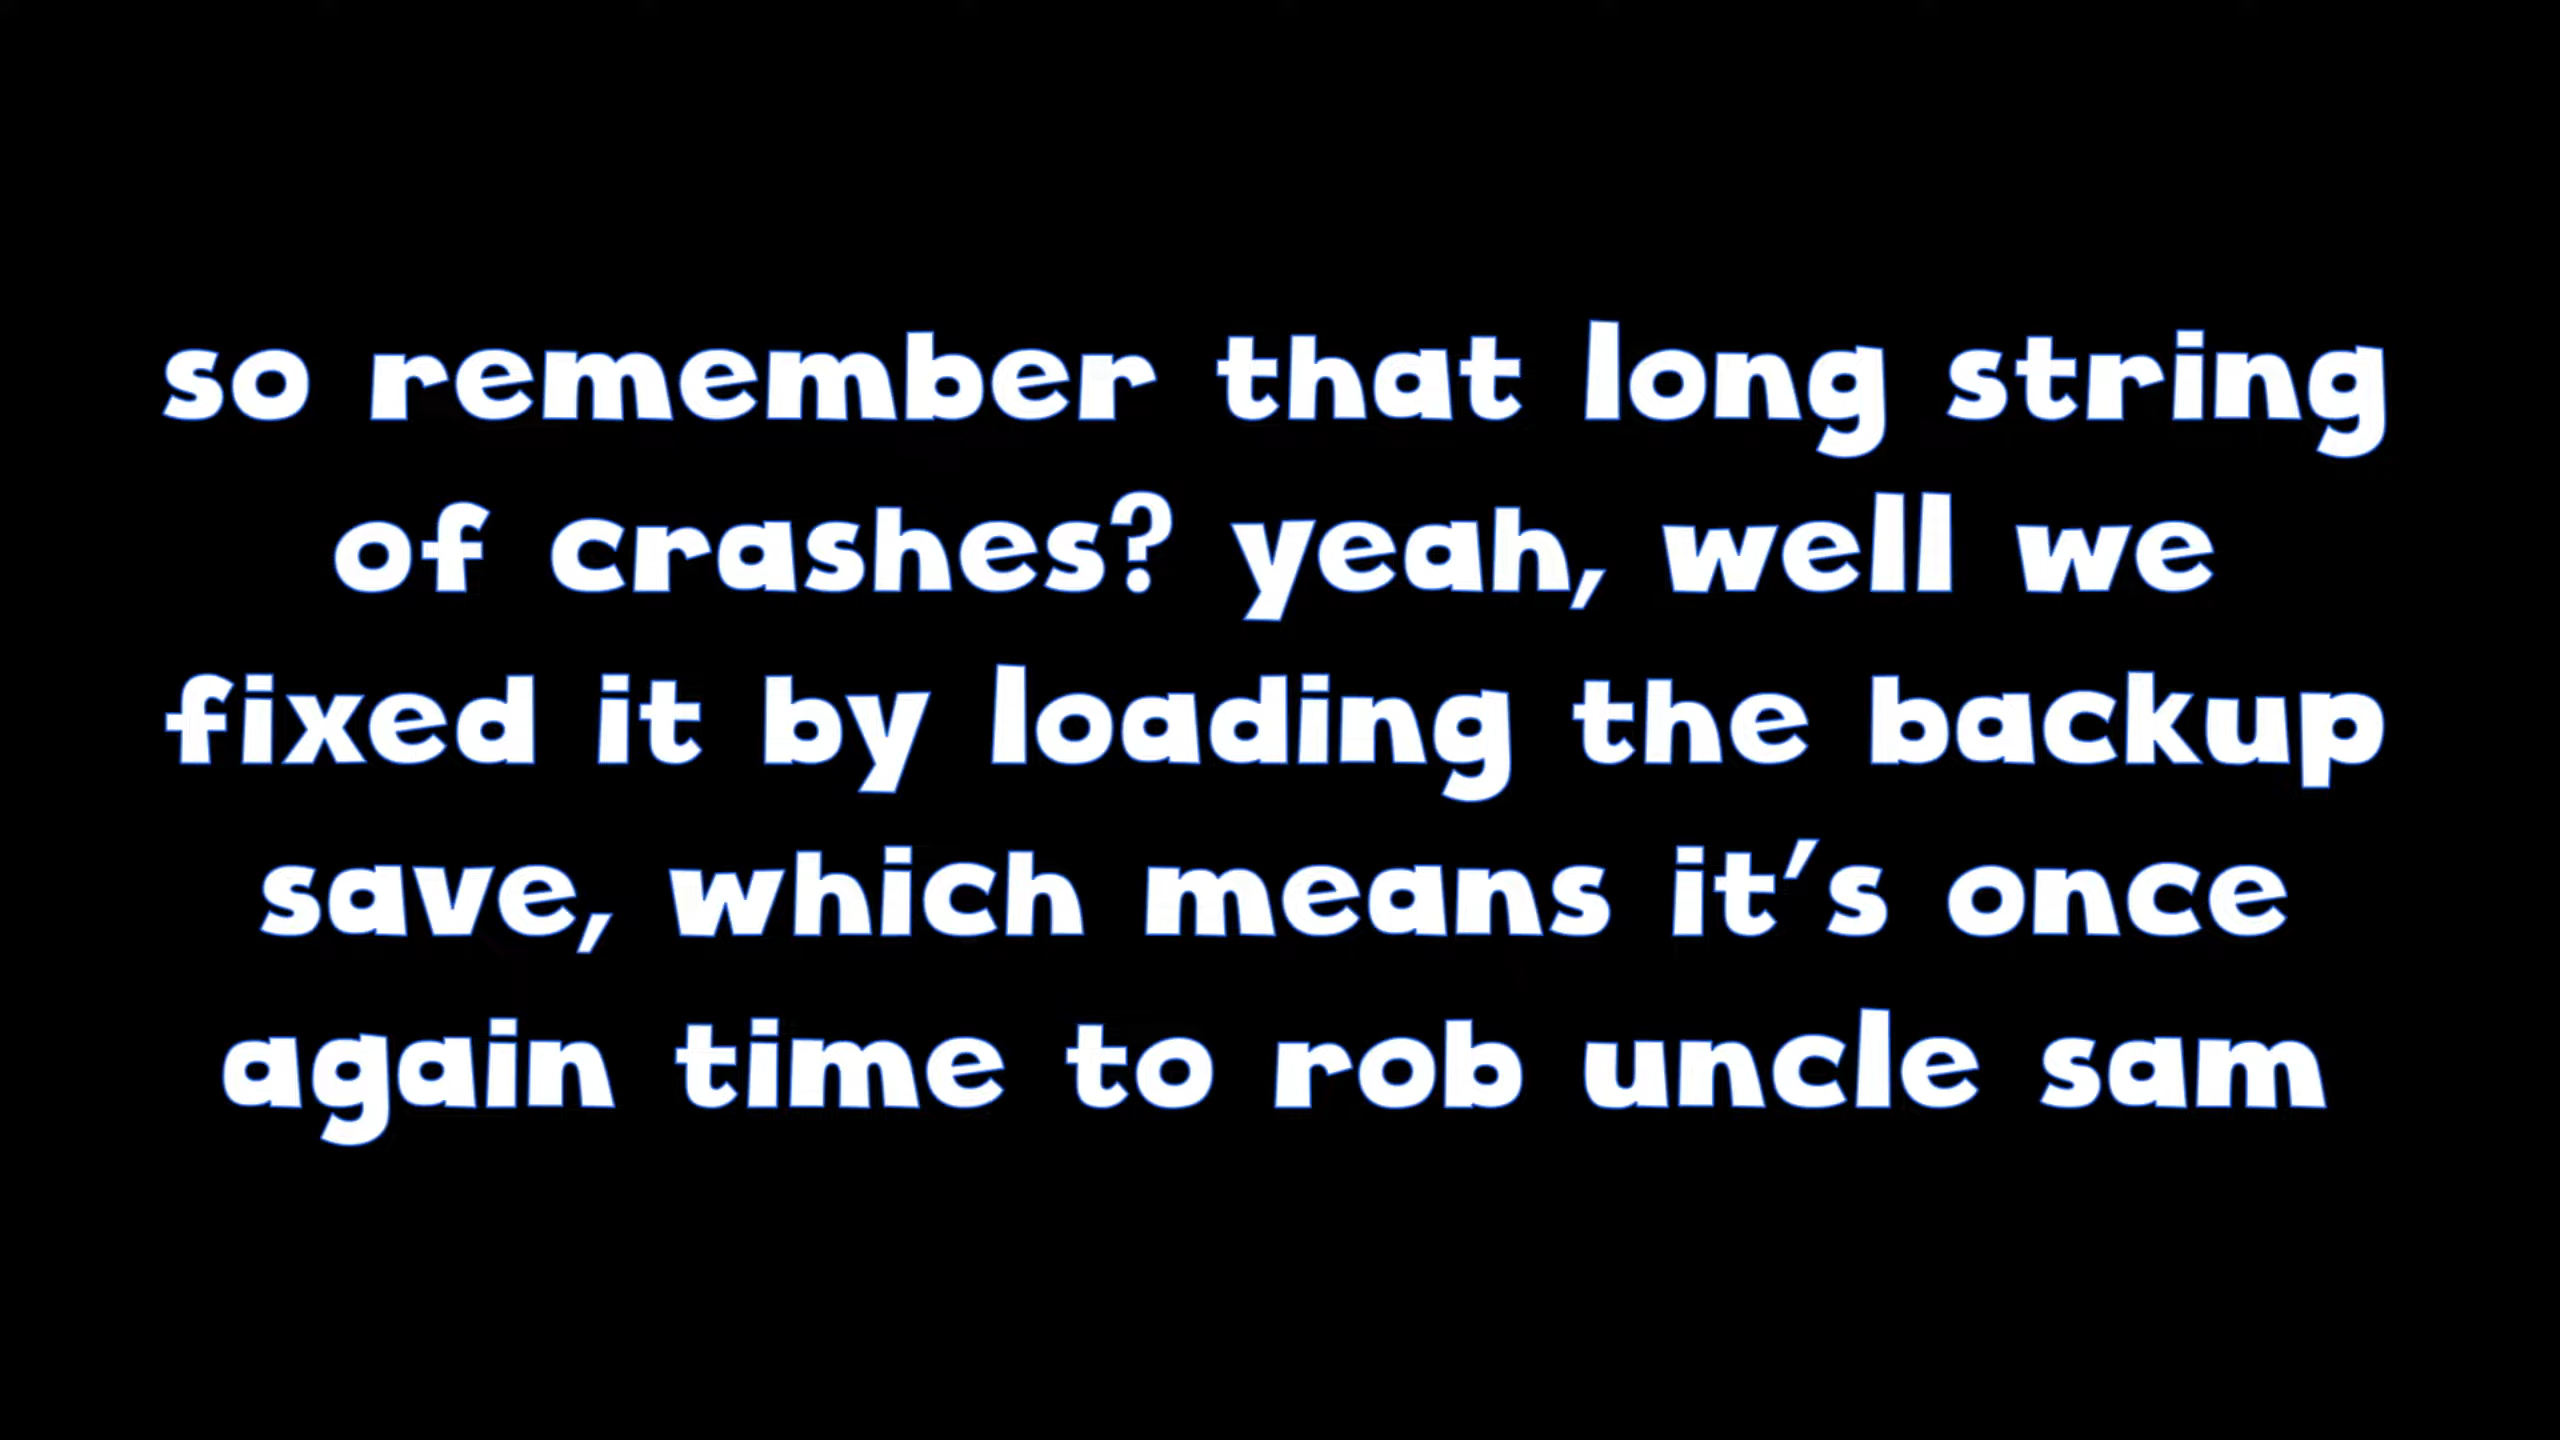 so remember that long string
of crashes? yeah, well we
fixed it by loading the backup
save, which means it's once
again time to rob uncle sam